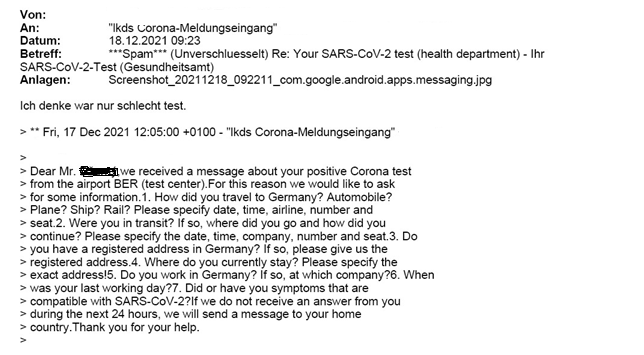 Von:
An: "lkds Corona-Meldungseingang"
Datum: 18.12.2021 09:23
Betreff: ***Spam*** (Unverschluesselt) Re: Your SARS-CoV-2 test (health department) - Ihr
SARS-CoV-2-Test (Gesundheitsamt)
Anlagen: Screenshot_20211218_092211_com.google.android.apps.messaging.jpg
Ich denke war nur schlecht test.
> ** Fri, 17 Dec 2021 12:05:00 +0100 - "lkds Corona-Meldungseingang"
>
> Dear Mr. we received a message about your positive Corona test
> from the airport BER (test center).For this reason we would like to ask
> for some information.1. How did you travel to Germany? Automobile?
> Plane? Ship? Rail? Please specify date, time, airline, number and
> seat.2. Were you in transit? If so, where did you go and how did you
> continue? Please specify the date, time, company, number and seat.3. Do
> you have a registered address in Germany? If so, please give us the
> registered address.4. Where do you currently stay? Please specify the
> exact address!5. Do you work in Germany? If so, at which company?6. When
> was your last working day?7. Did or have you symptoms that are
> compatible with SARS-CoV-2?If we do not receive an answer from you
> during the next 24 hours, we will send a message to your home
> country.Thank you for your help.
>